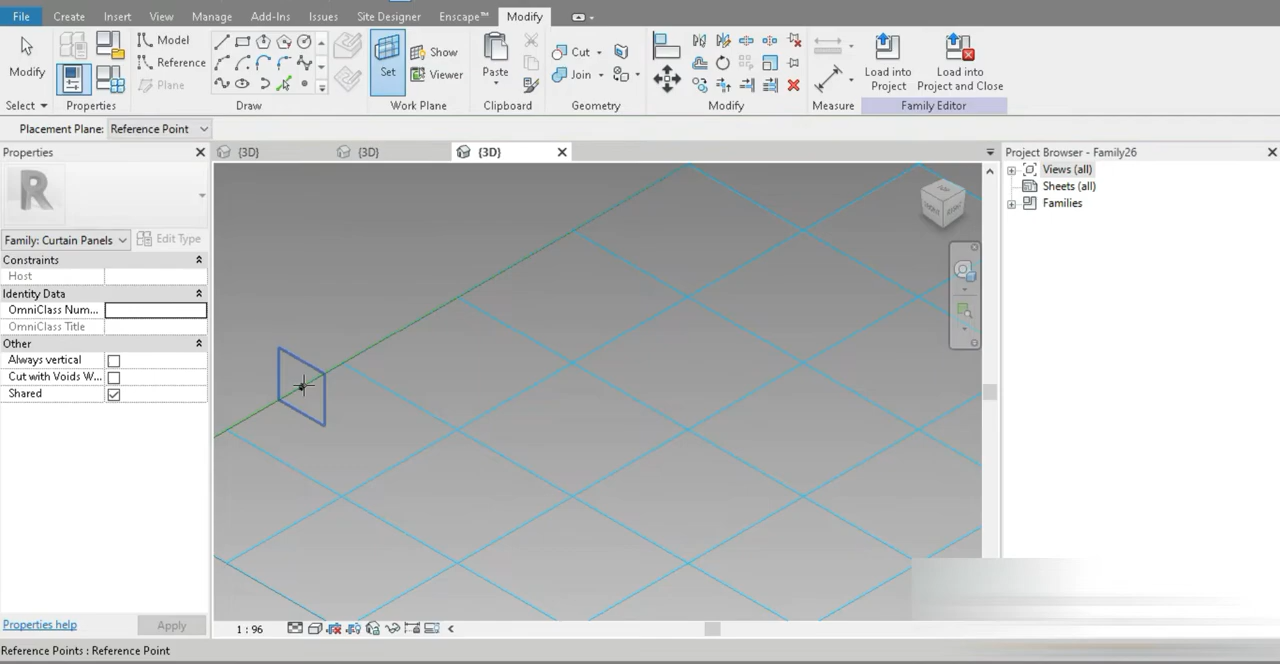 File Create Insert View Manage Add-Ins Issues Site Designer Enscape™ Modify
Modify
Select
Properties
Model
Reference
Plane
Draw
Set
Show
Viewer
Work Plane
Paste
Clipboard
Cut
Join
Geometry
Modify
Measure
Load into
Project
Load into
Project and Close
Family Editor
Placement Plane: Reference Point
Properties
R
Family: Curtain Panels
Edit Type
Constraints
Host
Identity Data
OmniClass Num...
OmniClass Title
Other
Always vertical
Cut with Voids W...
Shared
Properties help
Apply
{3D} {3D} {3D}
TOP
FRONT
RIGHT
1 : 96
Project Browser - Family26
Views (all)
Sheets (all)
Families
Reference Points : Reference Point